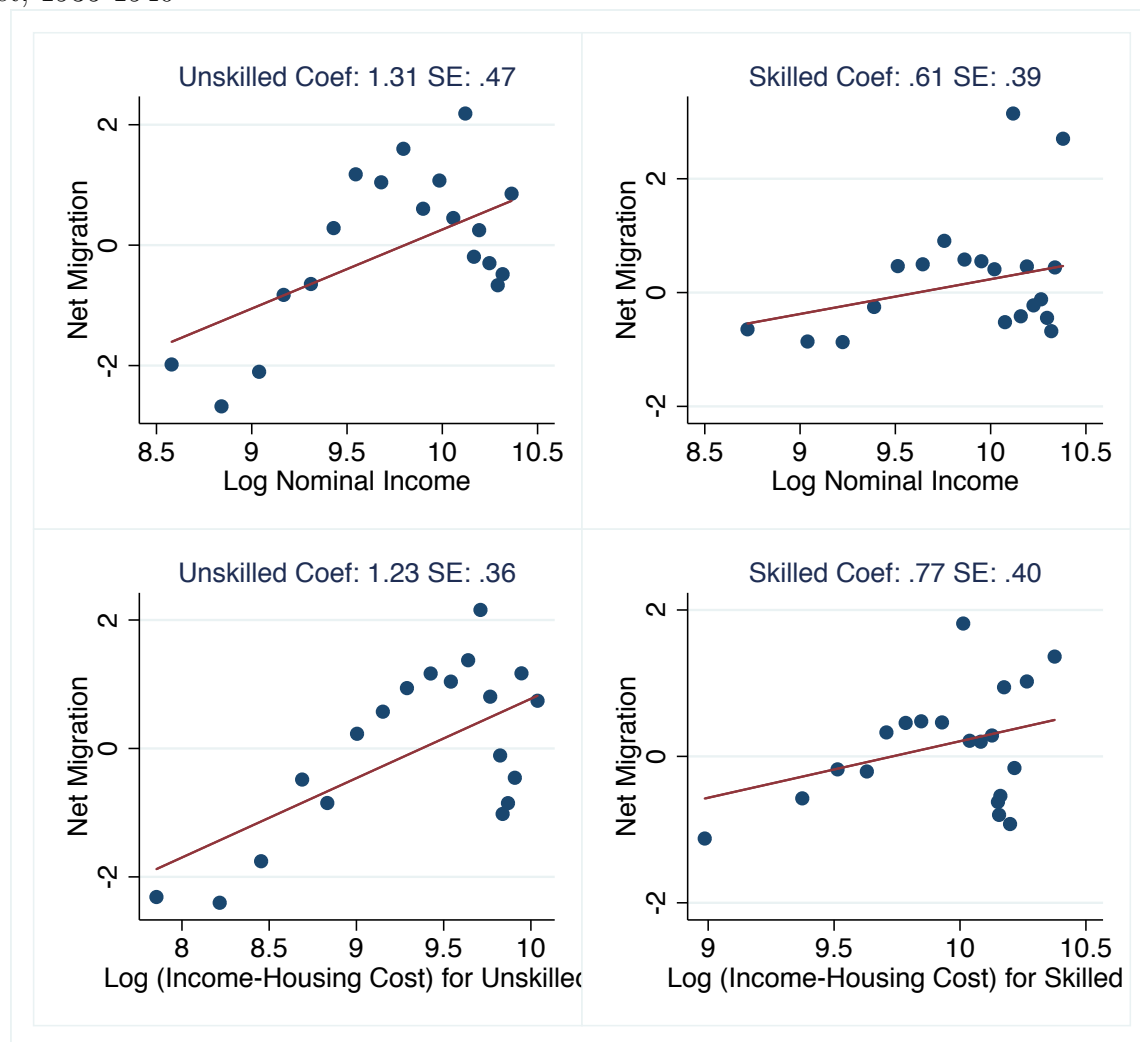 Unskilled Coef: 1.31 SE: .47
Net Migration
2
0
-2
8.5 9 9.5 10 10.5
Log Nominal Income
Skilled Coef: .61 SE: .39
Net Migration
2
0
-2
8.5 9 9.5 10 10.5
Log Nominal Income
Unskilled Coef: 1.23 SE: .36
Net Migration
2
0
-2
8 8.5 9 9.5 10
Log (Income-Housing Cost) for Unskilled
Skilled Coef: .77 SE: .40
Net Migration
2
0
-2
9 9.5 10 10.5
Log (Income-Housing Cost) for Skilled